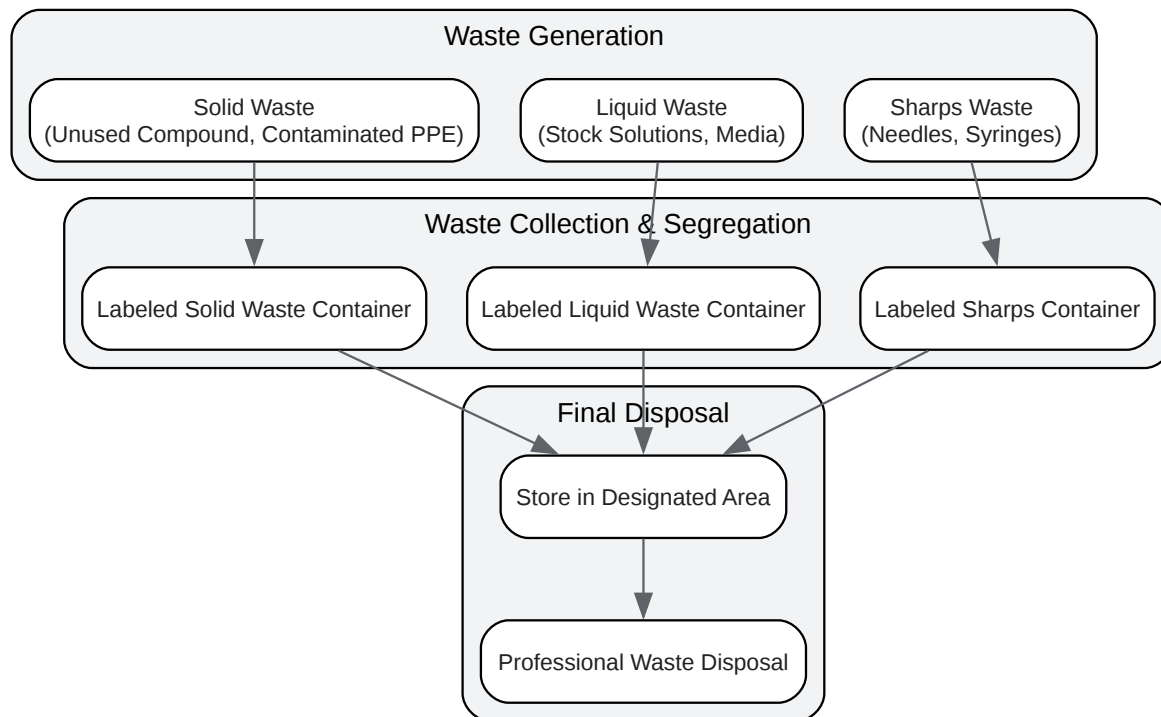 Waste Generation
Solid Waste
(Unused Compound, Contaminated PPE)
Liquid Waste
(Stock Solutions, Media)
Sharps Waste
(Needles, Syringes)
Waste Collection & Segregation
Labeled Solid Waste Container
Labeled Liquid Waste Container
Labeled Sharps Container
Final Disposal
Store in Designated Area
Professional Waste Disposal